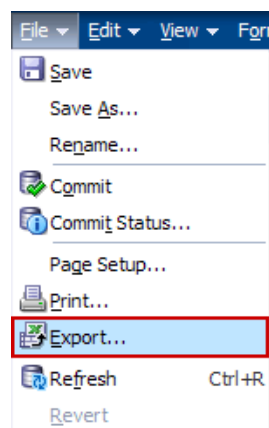 File Edit View For
Save
Save As...
Rename...
Commit
Commit Status...
Page Setup...
Print...
Export...
Refresh Ctrl+R
Revert